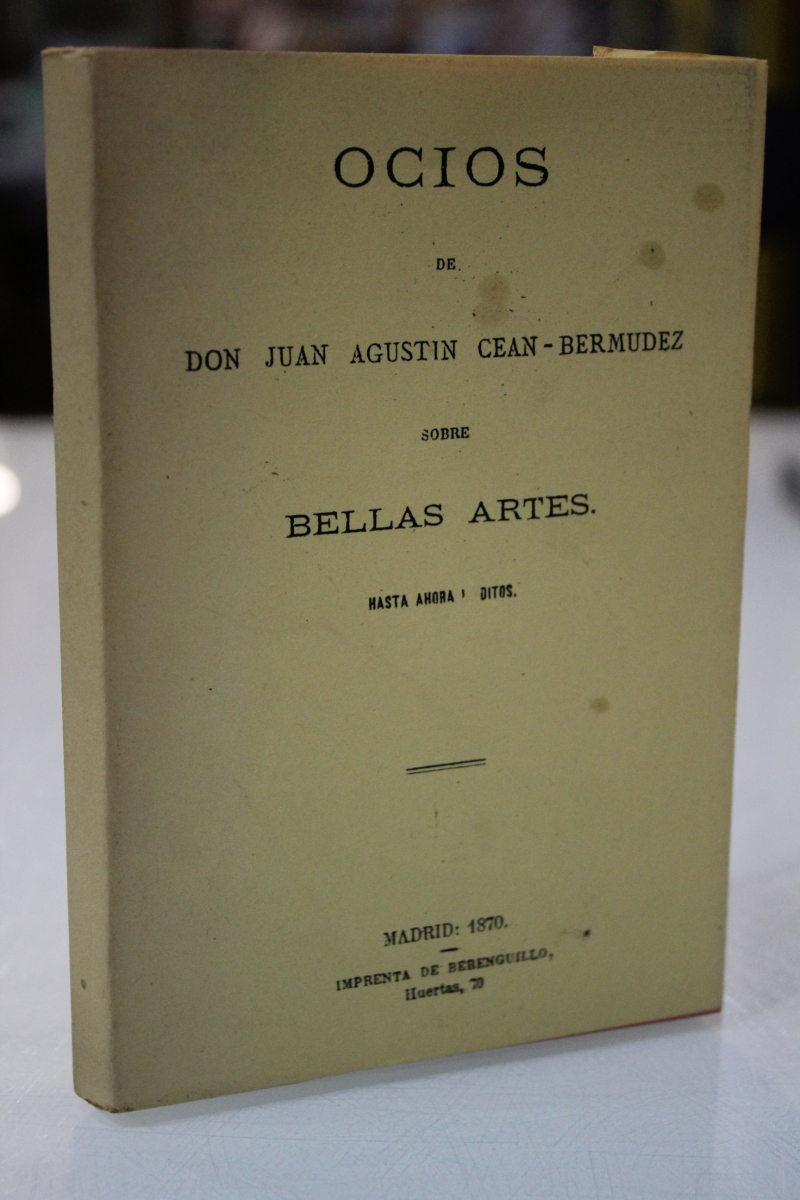 OCIOS
DE
DON JUAN AGUSTIN CEAN-BERMUDEZ
SOBRE
BELLAS ARTES.
HASTA AHORA I DITOS.
MADRID: 1870.
IMPRENTA DE BERENGUILLO,
Huertas, 70